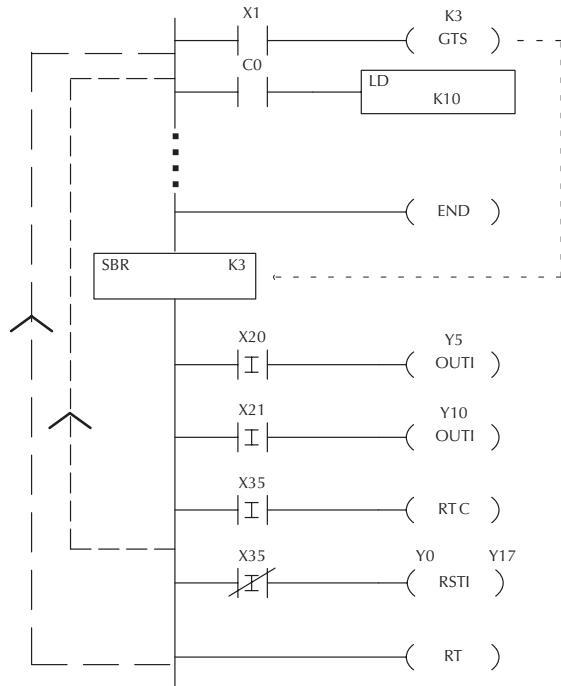 X1 K3
GTS
C0
LD
K10
END
SBR K3
X20 Y5
I OUTI
X21 Y10
I OUTI
X35
I RTC
X35 Y0 Y17
I RSTI
RT